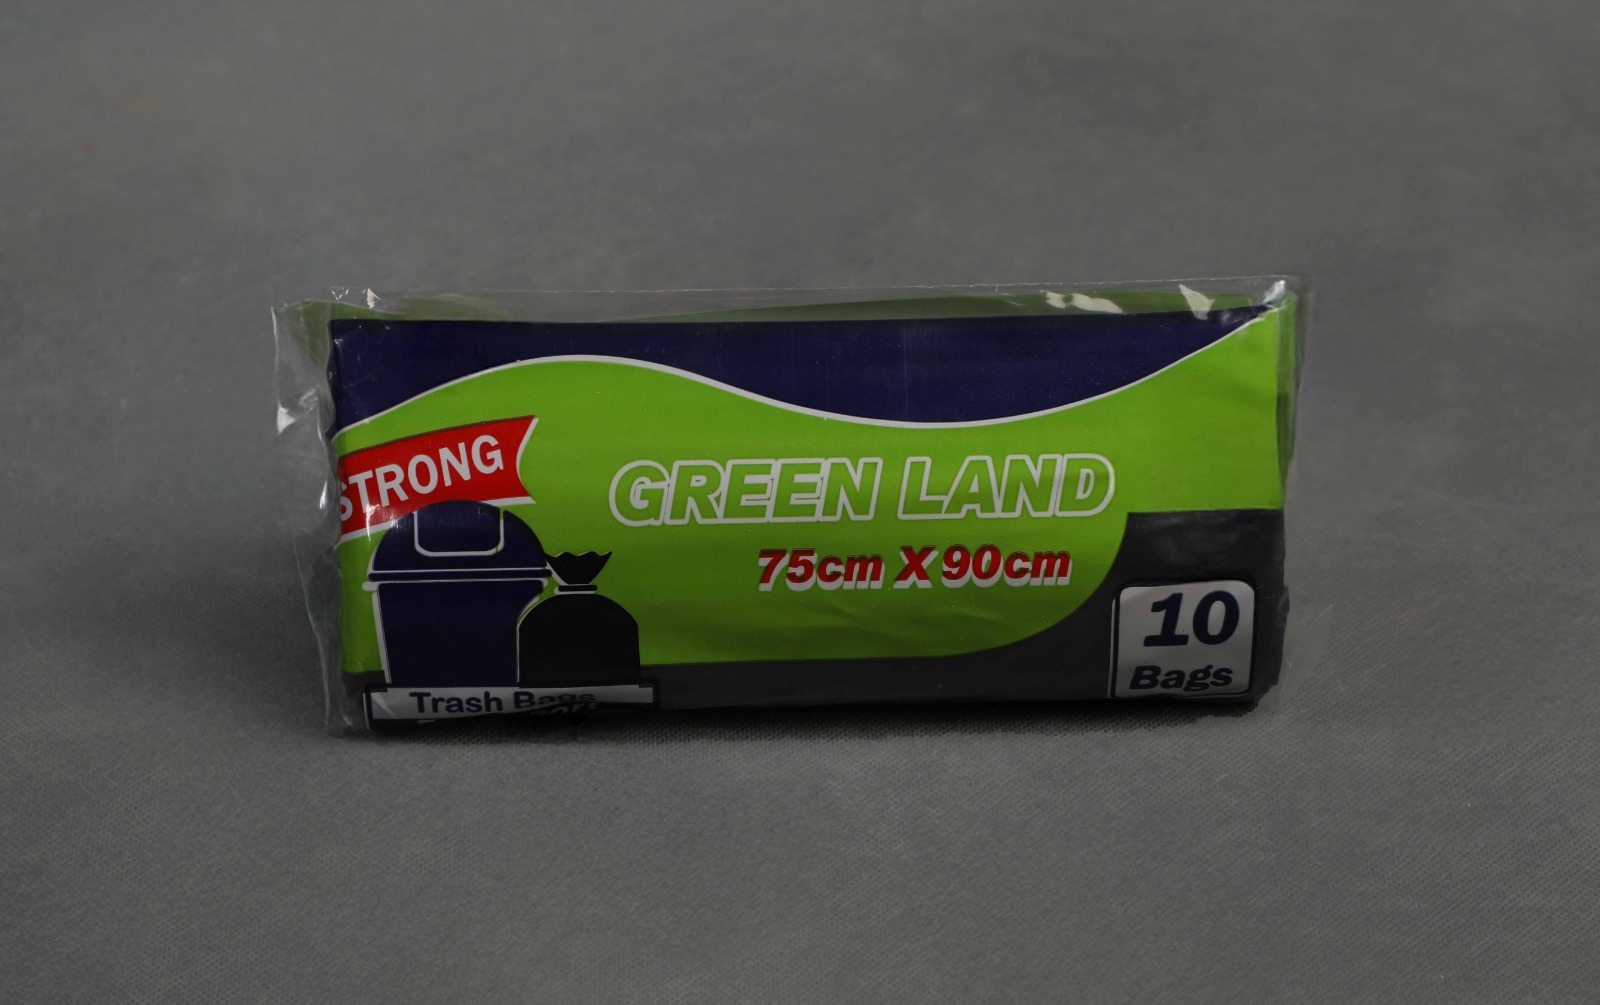 STRONG
GREEN LAND
75cm X 90cm
10
Bags
Trash Bags